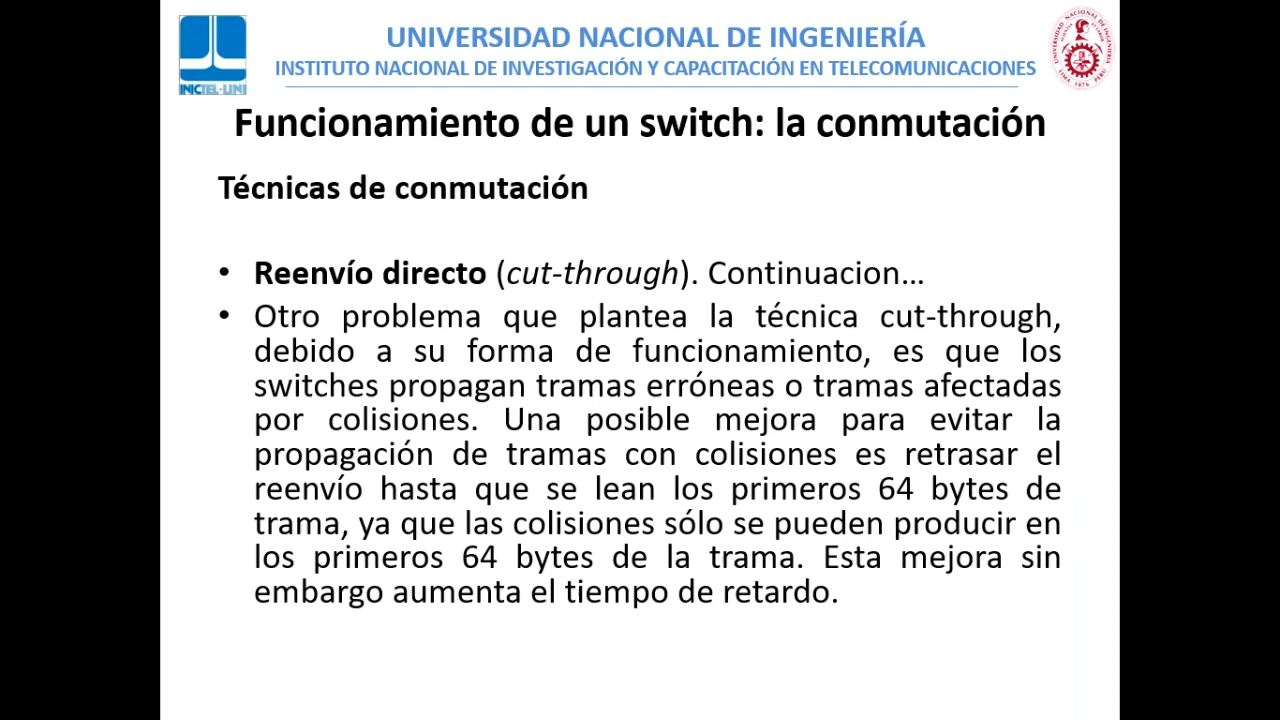 UNIVERSIDAD NACIONAL DE INGENIERÍA
INSTITUTO NACIONAL DE INVESTIGACIÓN Y CAPACITACIÓN EN TELECOMUNICACIONES
INICTEL-UNI
Funcionamiento de un switch: la conmutación
Técnicas de conmutación
• Reenvío directo (cut-through). Continuacion...
• Otro problema que plantea la técnica cut-through,
debido a su forma de funcionamiento, es que los
switches propagan tramas erróneas o tramas afectadas
por colisiones. Una posible mejora para evitar la
propagación de tramas con colisiones es retrasar el
reenvío hasta que se lean los primeros 64 bytes de
trama, ya que las colisiones sólo se pueden producir en
los primeros 64 bytes de la trama. Esta mejora sin
embargo aumenta el tiempo de retardo.